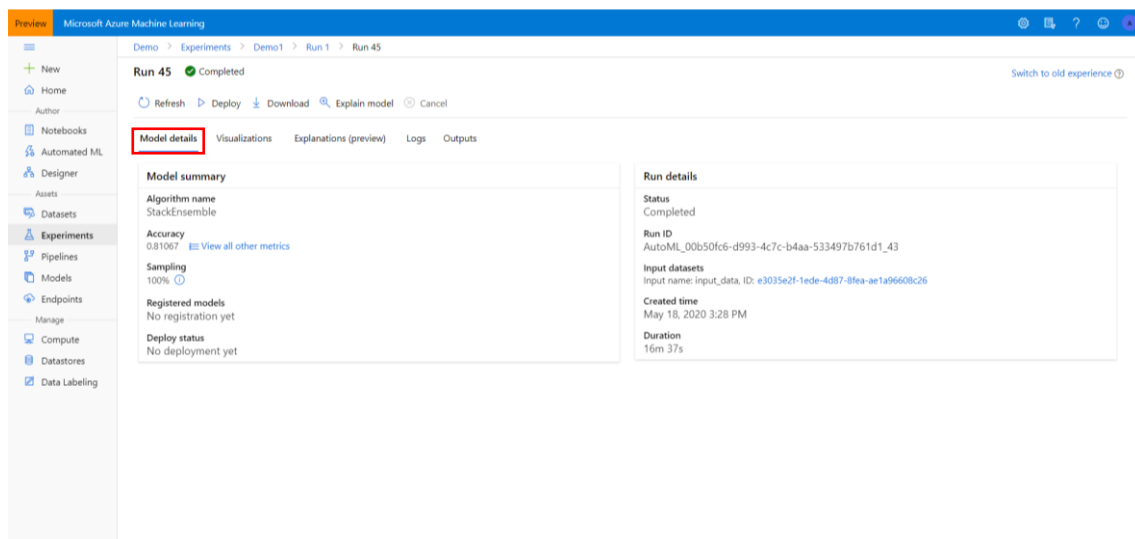 Preview Microsoft Azure Machine Learning
Demo > Experiments > Demo1 > Run 1 > Run 45
New
Home
Author
Notebooks
Automated ML
Designer
Assets
Datasets
Experiments
Pipelines
Models
Endpoints
Manage
Compute
Datastores
Data Labeling
Run 45 Completed
Switch to old experience
Refresh Deploy Download Explain model Cancel
Model details Visualizations Explanations (preview) Logs Outputs
Model summary
Algorithm name
StackEnsemble
Accuracy
0.81067 View all other metrics
Sampling
100%
Registered models
No registration yet
Deploy status
No deployment yet
Run details
Status
Completed
Run ID
AutoML_00b50fc6-d993-4c7c-b4aa-533497b761d1_43
Input datasets
Input name: input_data, ID: e3035e2f-1ede-4d87-8fea-ae1a96608c26
Created time
May 18, 2020 3:28 PM
Duration
16m 37s